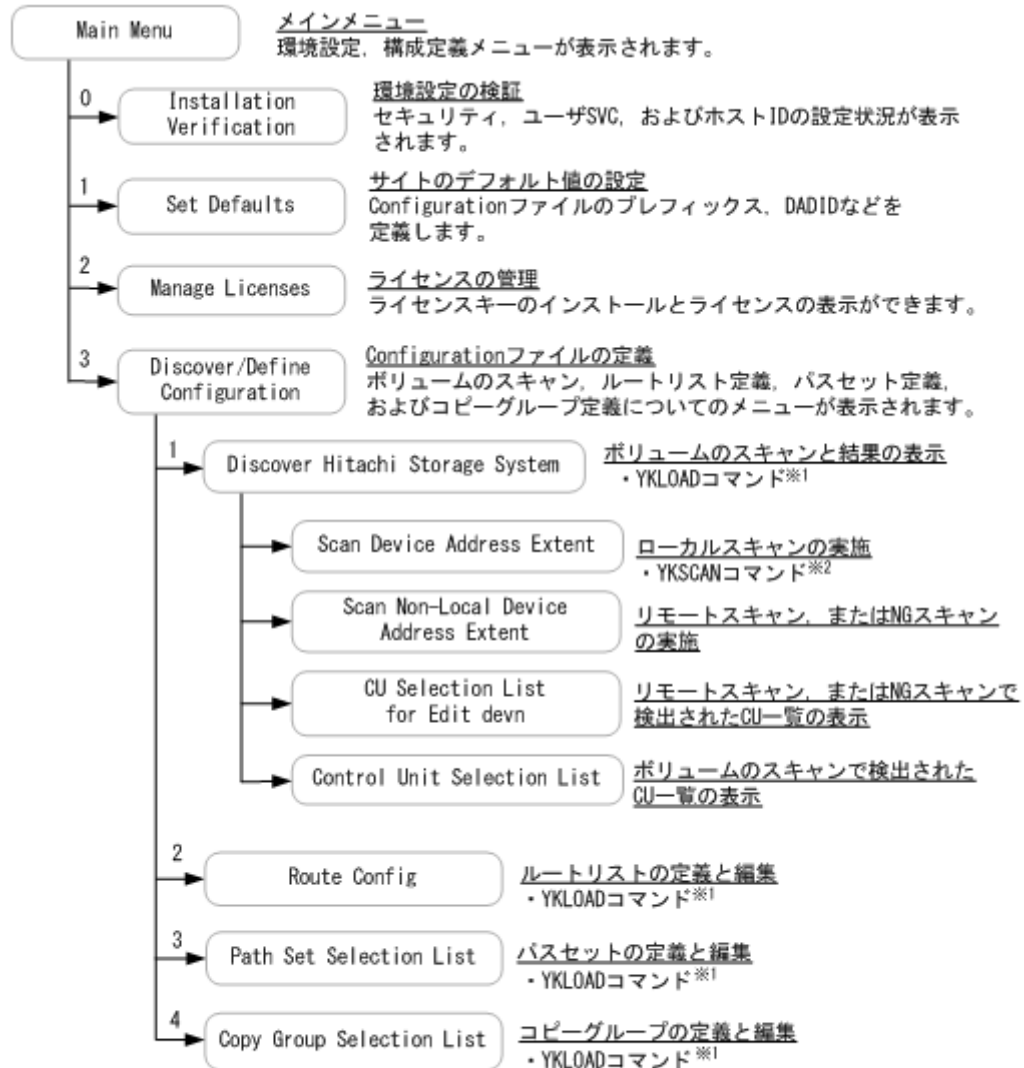 Main Menu
メインメニュー
環境設定，構成定義メニューが表示されます。
0
Installation
Verification
環境設定の検証
セキュリティ，ユーザSVC，およびホストIDの設定状況が表示
されます。
1
Set Defaults
サイトのデフォルト値の設定
Configurationファイルのプレフィックス，DADIDなどを
定義します。
2
Manage Licenses
ライセンスの管理
ライセンスキーのインストールとライセンスの表示ができます。
3
Discover/Define
Configuration
Configurationファイルの定義
ボリュームのスキャン，ルートリスト定義，パスセット定義，
およびコピーグループ定義についてのメニューが表示されます。
1
Discover Hitachi Storage System
ボリュームのスキャンと結果の表示
・YKLOADコマンド※1
Scan Device Address Extent
ローカルスキャンの実施
・YKSCANコマンド※2
Scan Non-Local Device
Address Extent
リモートスキャン，またはNGスキャン
の実施
CU Selection List
for Edit devn
リモートスキャン，またはNGスキャンで
検出されたCU一覧の表示
Control Unit Selection List
ボリュームのスキャンで検出された
CU一覧の表示
2
Route Config
ルートリストの定義と編集
・YKLOADコマンド※1
3
Path Set Selection List
パスセットの定義と編集
・YKLOADコマンド※1
4
Copy Group Selection List
コピーグループの定義と編集
・YKLOADコマンド※1